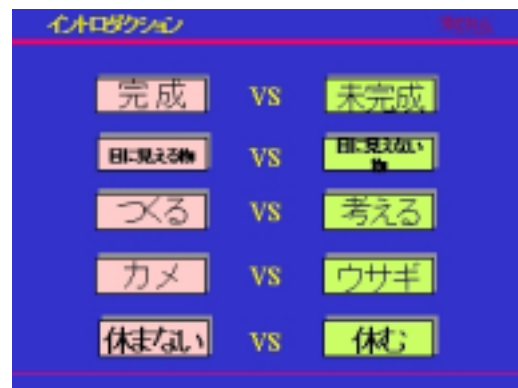 イントロダクション
完成 VS 未完成
目に見える物 VS 目に見えない物
つくる VS 考える
カメ VS ウサギ
休まない VS 休む